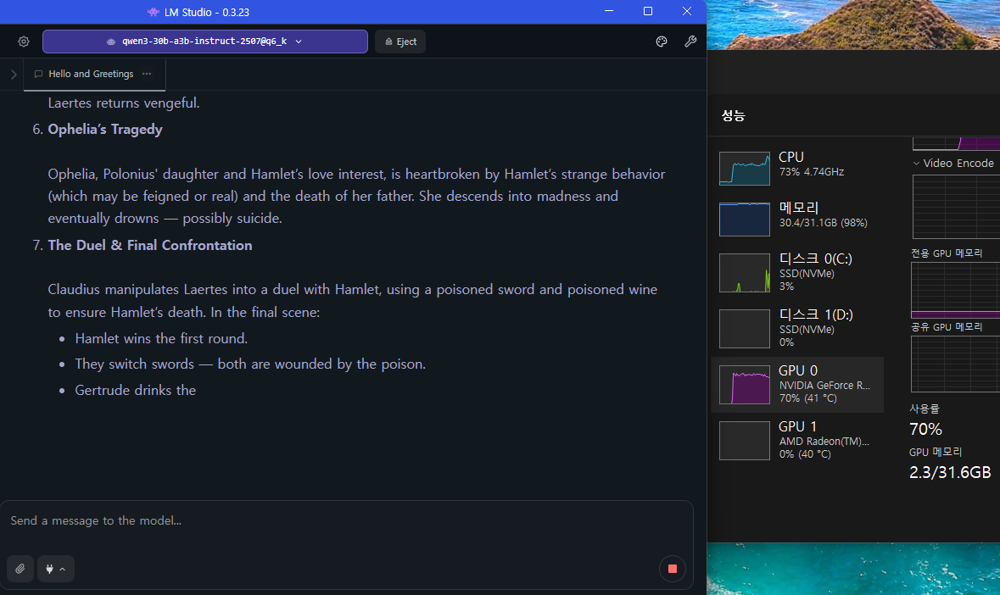 LM Studio - 0.3.23
qwen3-30b-a3b-instruct-2507@q6_k
Eject
Hello and Greetings
Laertes returns vengeful.
6. Ophelia’s Tragedy
Ophelia, Polonius' daughter and Hamlet’s love interest, is heartbroken by Hamlet’s strange behavior
(which may be feigned or real) and the death of her father. She descends into madness and
eventually drowns — possibly suicide.
7. The Duel & Final Confrontation
Claudius manipulates Laertes into a duel with Hamlet, using a poisoned sword and poisoned wine
to ensure Hamlet’s death. In the final scene:
• Hamlet wins the first round.
• They switch swords — both are wounded by the poison.
• Gertrude drinks the
Send a message to the model...
성능
CPU
73% 4.74GHz
메모리
30.4/31.1GB (98%)
디스크 0(C:)
SSD(NVMe)
3%
디스크 1(D:)
SSD(NVMe)
0%
GPU 0
NVIDIA GeForce R...
70% (41 °C)
GPU 1
AMD Radeon(TM)...
0% (40 °C)
Video Encode
전용 GPU 메모리
공유 GPU 메모리
사용률
70%
GPU 메모리
2.3/31.6GB